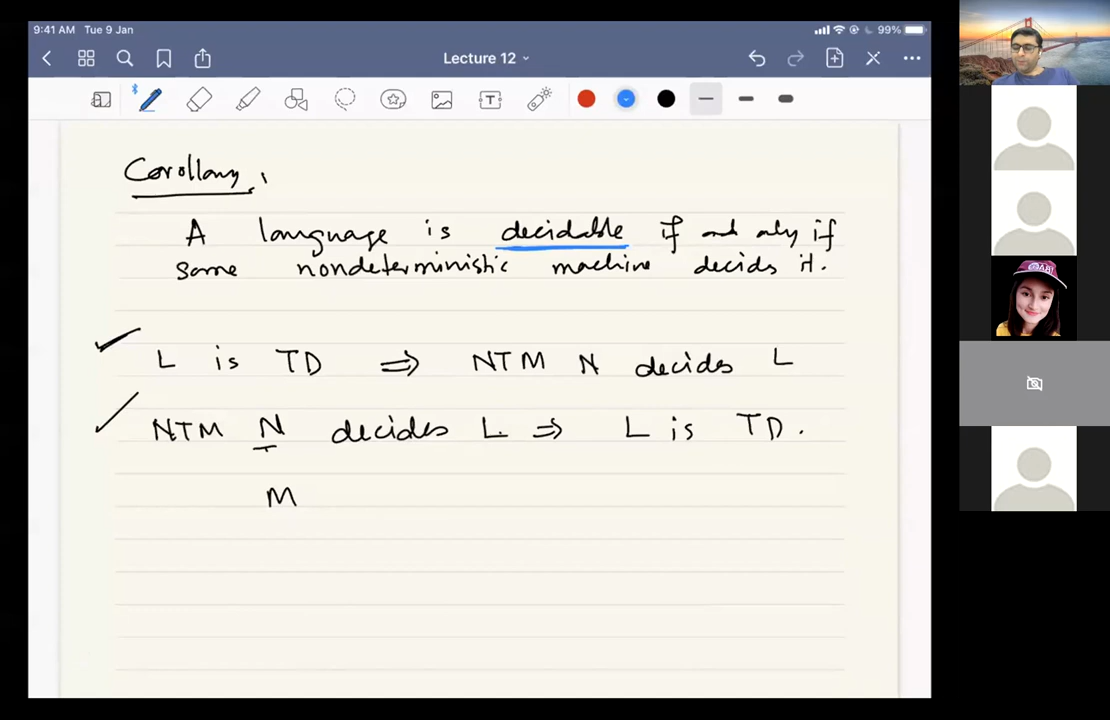 9:41 AM Tue 9 Jan
99%
Lecture 12
Corollary,
A language is decidable if and only if
some nondeterministic machine decides it.
L is TD ⇒ NTM N decides L
NTM N decides L ⇒ L is TD.
M